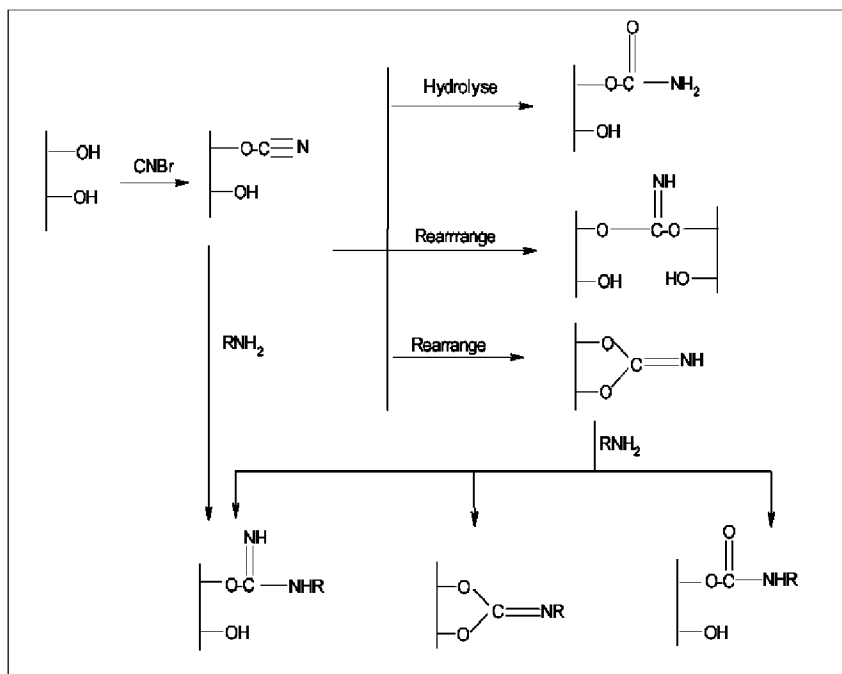 O
O-C—NH₂
OH
Hydrolyse
OH
OH
CNBr
O-C≡N
OH
NH
O—C-O
OH
HO
Rearrrange
RNH₂
Rearrange
O
C=NH
O
RNH₂
NH
O-C—NHR
OH
O
C=NR
O
O
O-C—NHR
OH